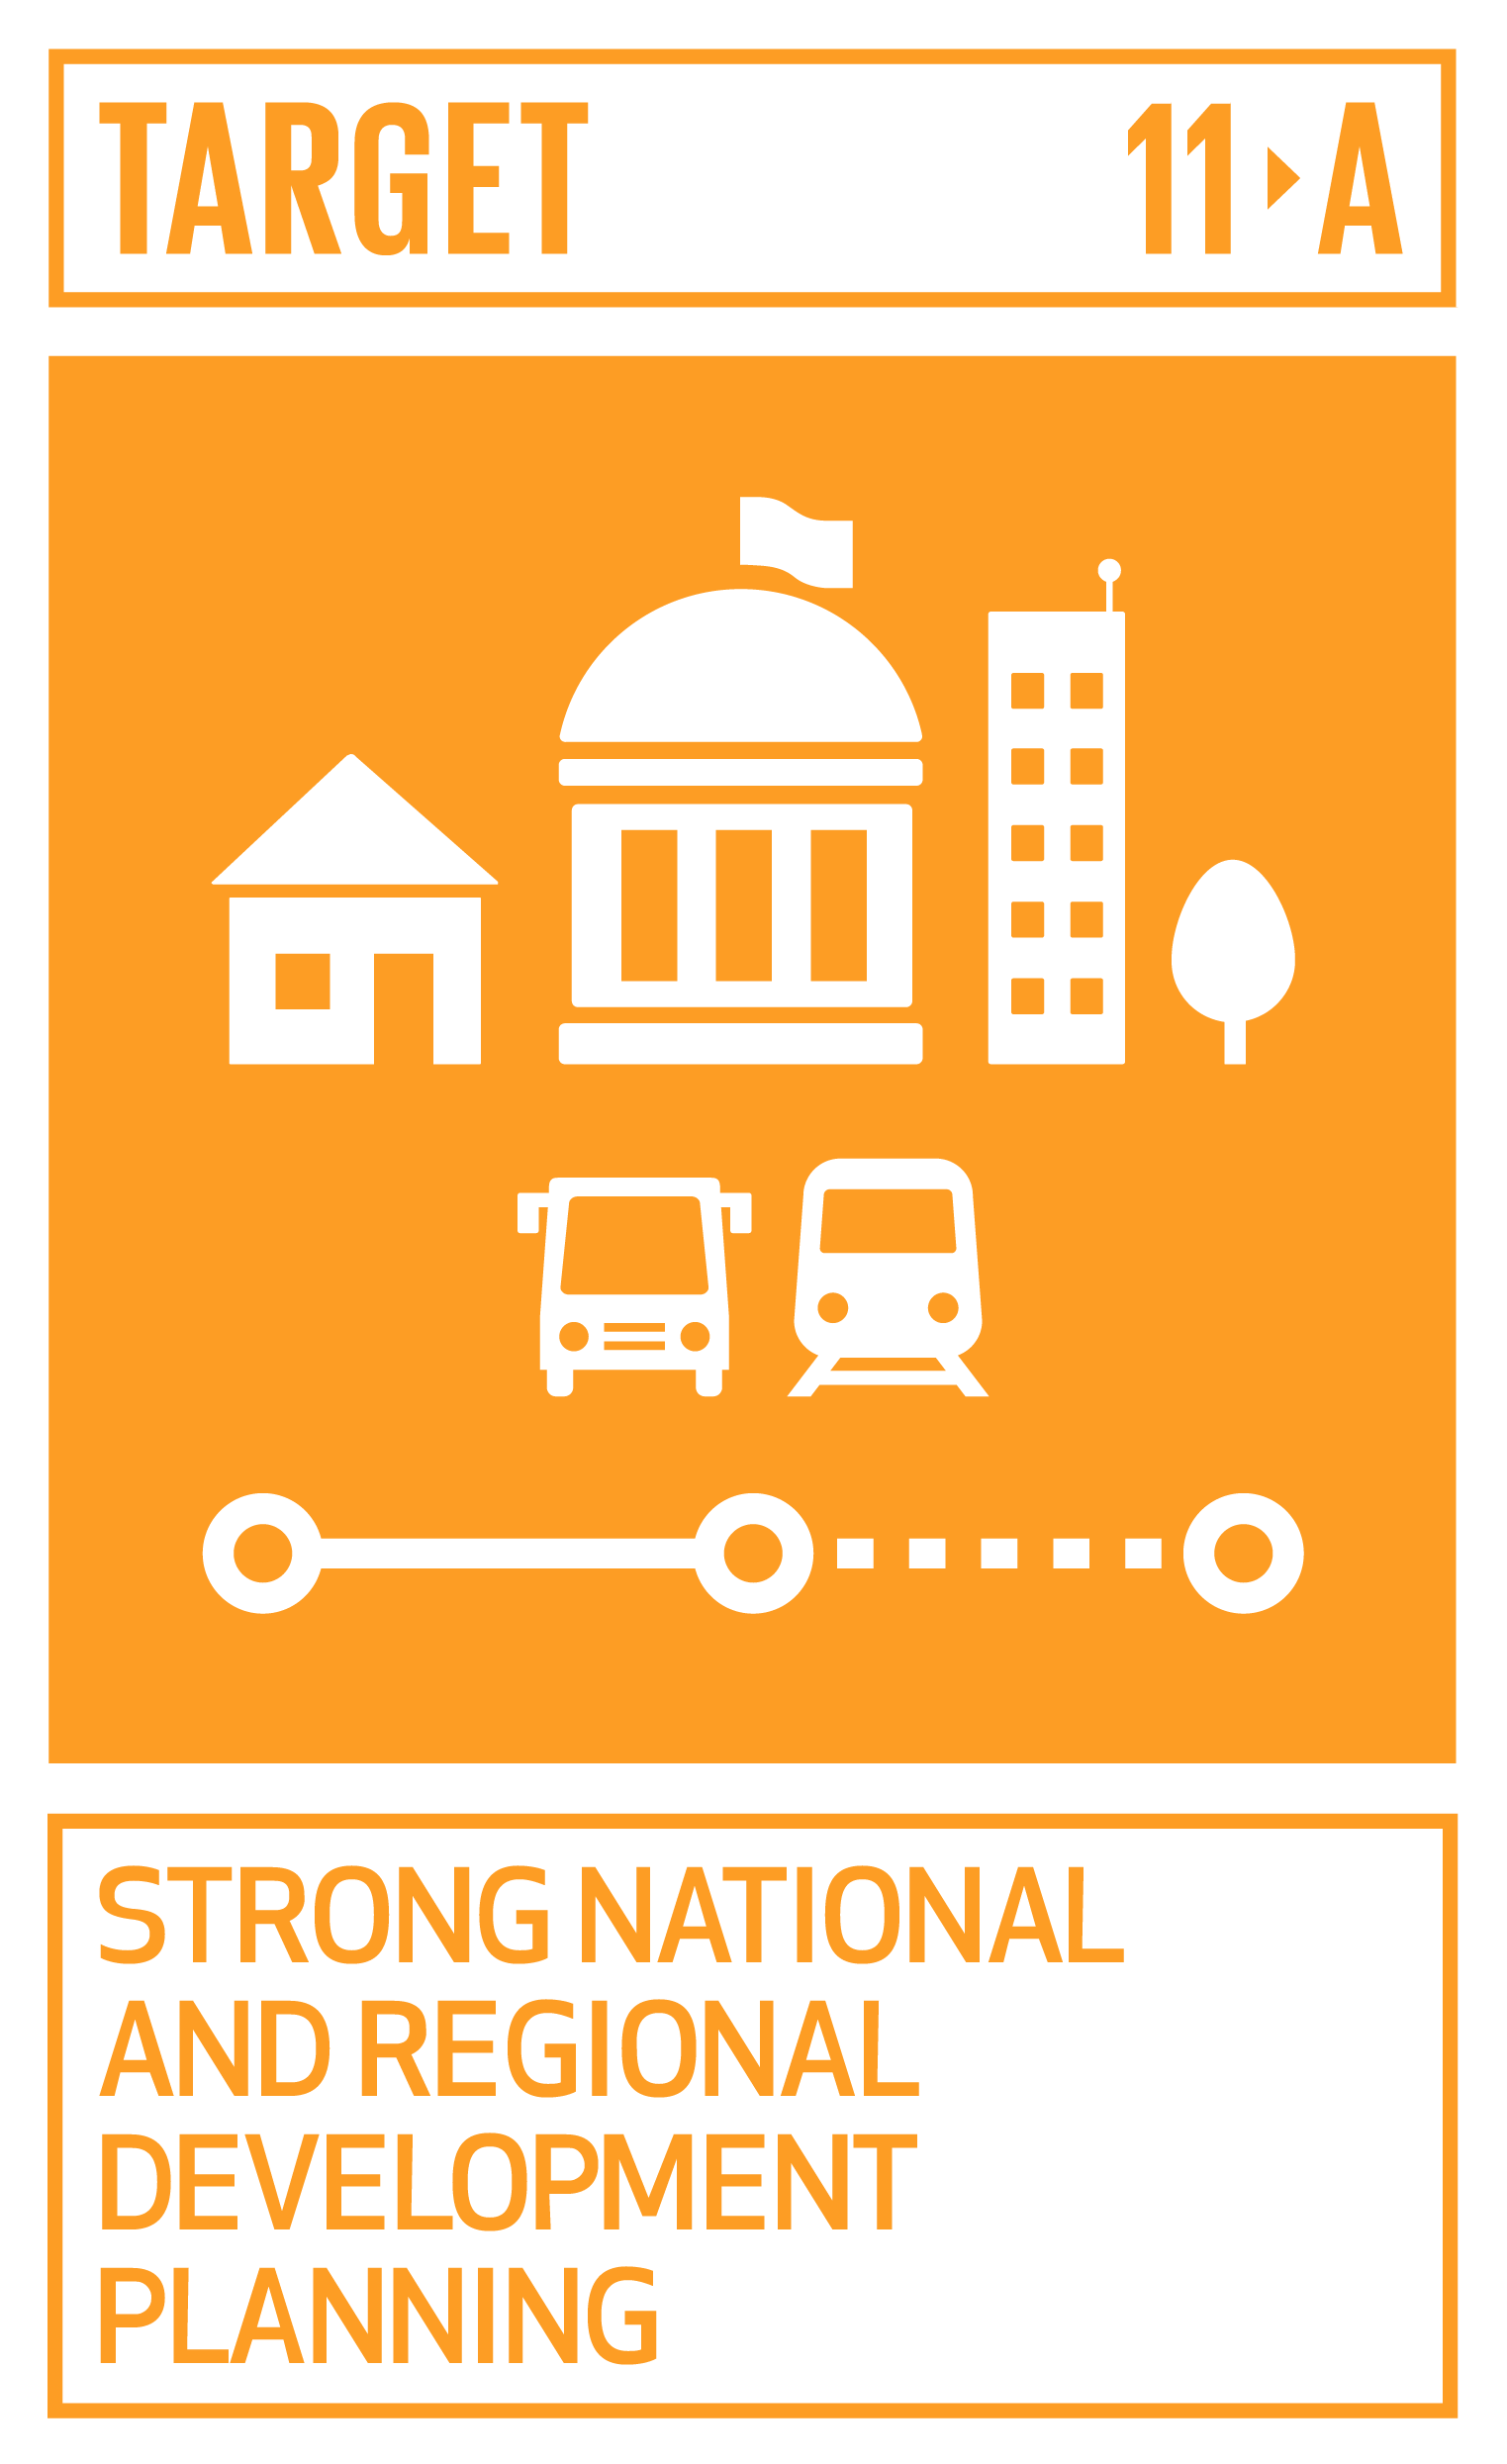 TARGET 11▸A
STRONG NATIONAL
AND REGIONAL
DEVELOPMENT
PLANNING